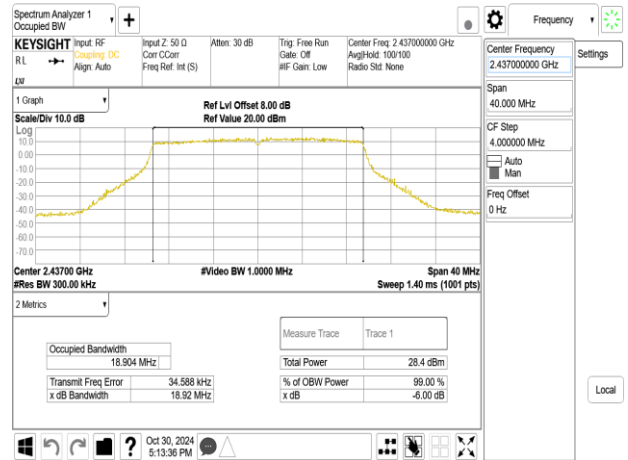 Spectrum Analyzer 1
Occupied BW
Frequency
KEYSIGHT
R L
Input: RF
Coupling: DC
Align: Auto
Input Z: 50 Ω
Corr CCorr
Freq Ref: Int (S)
Atten: 30 dB
Trig: Free Run
Gate: Off
#IF Gain: Low
Center Freq: 2.437000000 GHz
Avg|Hold: 100/100
Radio Std: None
Center Frequency
2.437000000 GHz
Settings
Span
40.000 MHz
CF Step
4.000000 MHz
Auto
Man
Freq Offset
0 Hz
1 Graph
Ref Lvl Offset 8.00 dB
Scale/Div 10.0 dB
Ref Value 20.00 dBm
Log
10.0
0.00
-10.0
-20.0
-30.0
-40.0
-50.0
-60.0
-70.0
Center 2.43700 GHz
#Video BW 1.0000 MHz
Span 40 MHz
#Res BW 300.00 kHz
Sweep 1.40 ms (1001 pts)
2 Metrics
Measure Trace
Trace 1
Occupied Bandwidth
18.904 MHz
Total Power
28.4 dBm
Transmit Freq Error
34.588 kHz
% of OBW Power
99.00 %
x dB Bandwidth
18.92 MHz
x dB
-6.00 dB
Local
?
Oct 30, 2024
5:13:36 PM